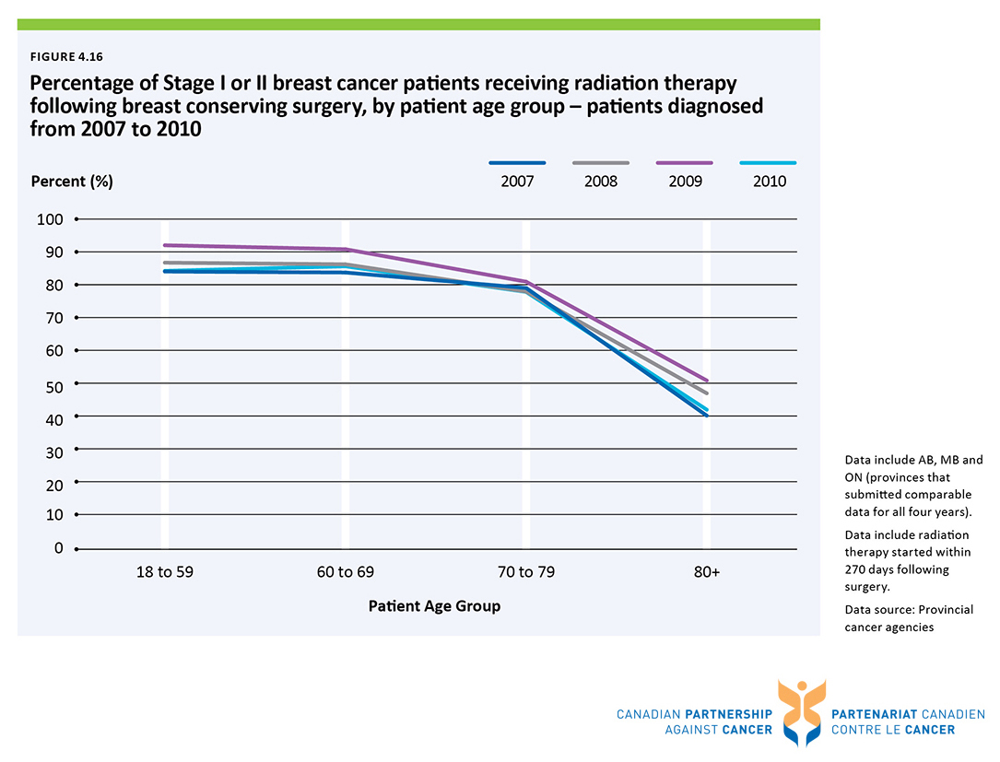 FIGURE 4.16
Percentage of Stage I or II breast cancer patients receiving radiation therapy
following breast conserving surgery, by patient age group – patients diagnosed
from 2007 to 2010
Percent (%)
2007 2008 2009 2010
100
90
80
70
60
50
40
30
20
10
0
18 to 59 60 to 69 70 to 79 80+
Patient Age Group
Data include AB, MB and
ON (provinces that
submitted comparable
data for all four years).
Data include radiation
therapy started within
270 days following
surgery.
Data source: Provincial
cancer agencies
CANADIAN PARTNERSHIP
AGAINST CANCER
PARTENARIAT CANADIEN
CONTRE LE CANCER